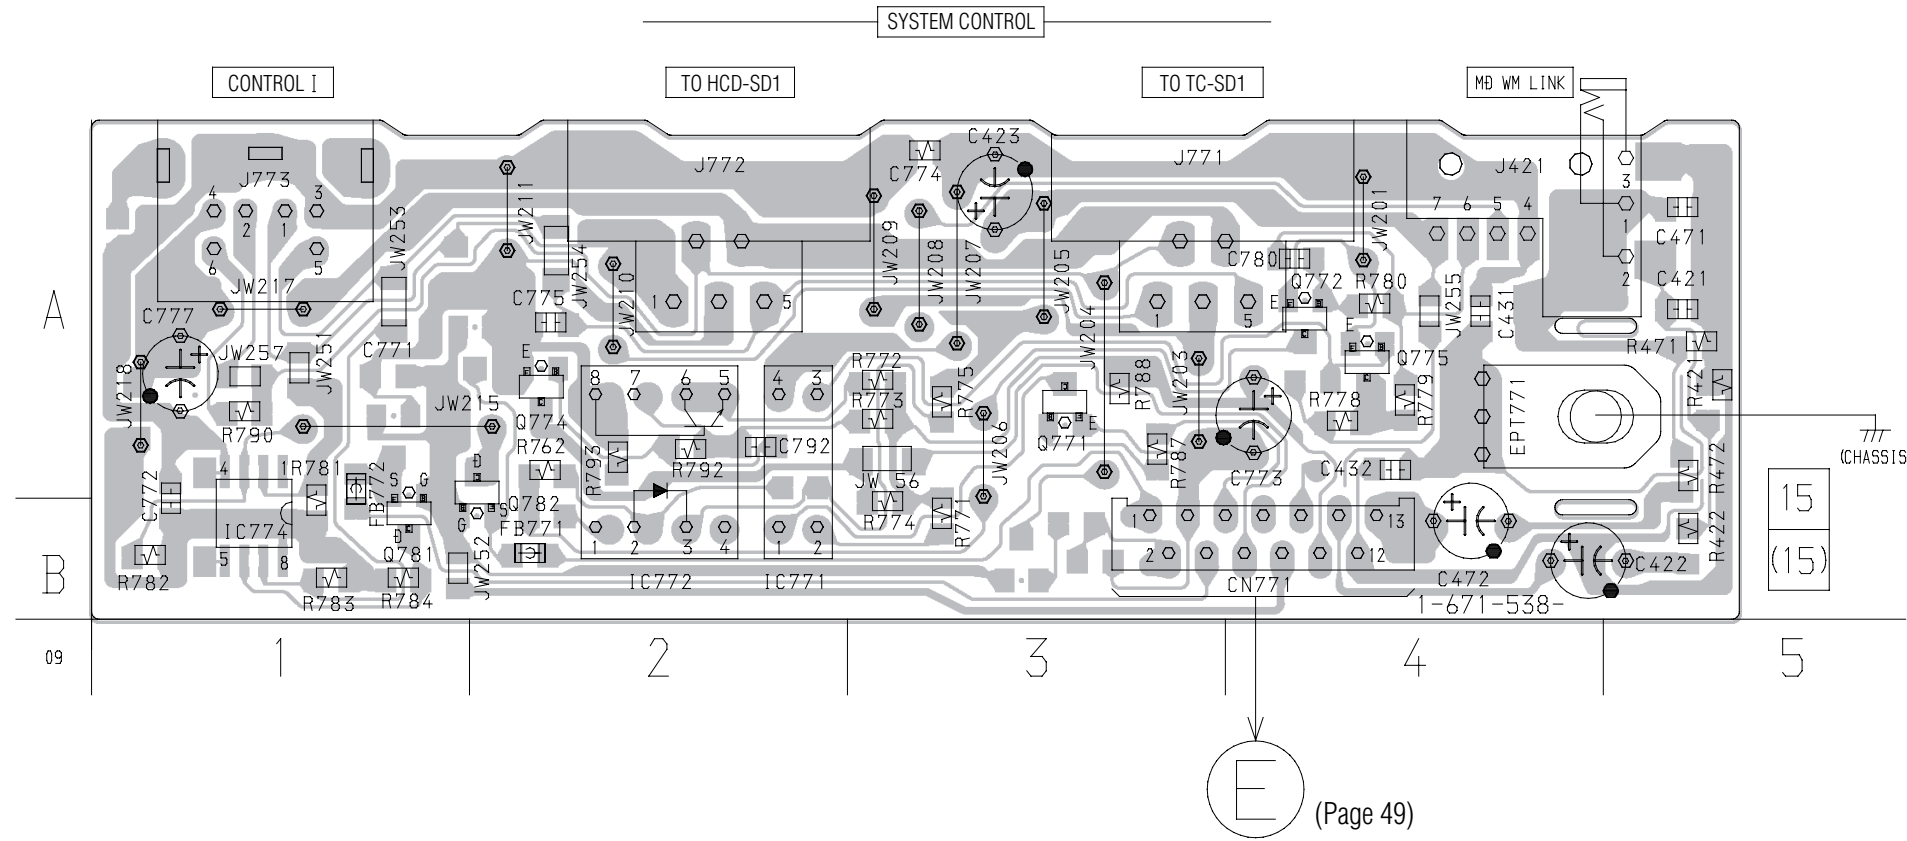 SYSTEM CONTROL
CONTROL I
TO HCD-SD1
TO TC-SD1
MD WM LINK
C423
J773
J772
C774
J771
J421
4 3
2 1
6 5
3
1
2
7 6 5 4
JW253
JW211
JW254
JW210
JW209
JW208
JW207
JW205
JW201
C471
C780
Q772
R780
C421
JW217
C775
1 5
1 5
E
JW255
C431
A
C777
JW257
JW251
C771
E
JW204
E
Q775
R471
R421
JW218
8 7 6 5
4 3
R772
R773
R775
R788
JW203
R778
R779
EPT771
R790
JW215
Q774
R762
R793
R792
C792
Q771
E
R787
C773
C432
JW206
(CHASSIS
4 1
R781
FB772
S G
D
D
S
G
Q782
FB771
JW 56
R774
R771
R472
15
C772
IC774
5 8
Q781
D
JW252
1 2 3 4
1 2
1 13
2 12
R422
(15)
B
R782
R783
R784
IC772
IC771
CN771
C472
C422
1-671-538-
09
1
2
3
4
5
E
(Page 49)